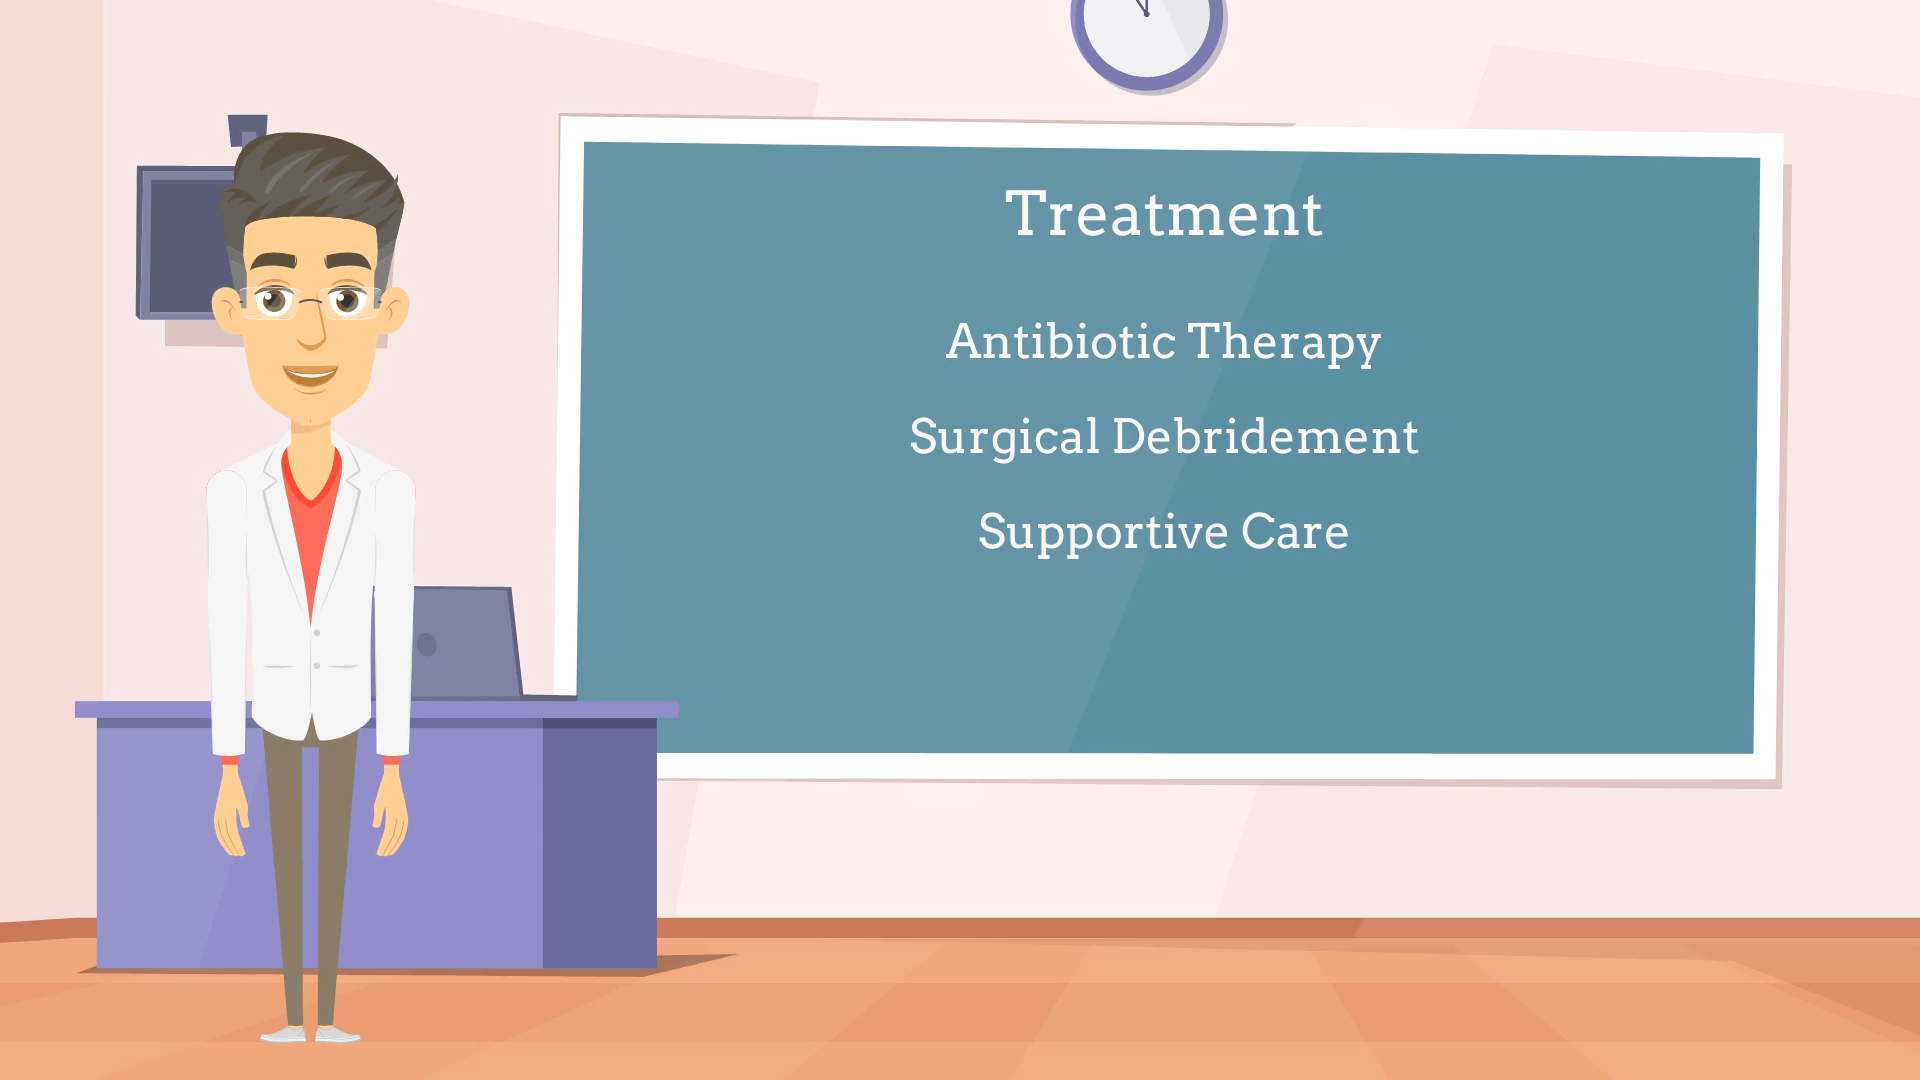 Treatment
Antibiotic Therapy
Surgical Debridement
Supportive Care